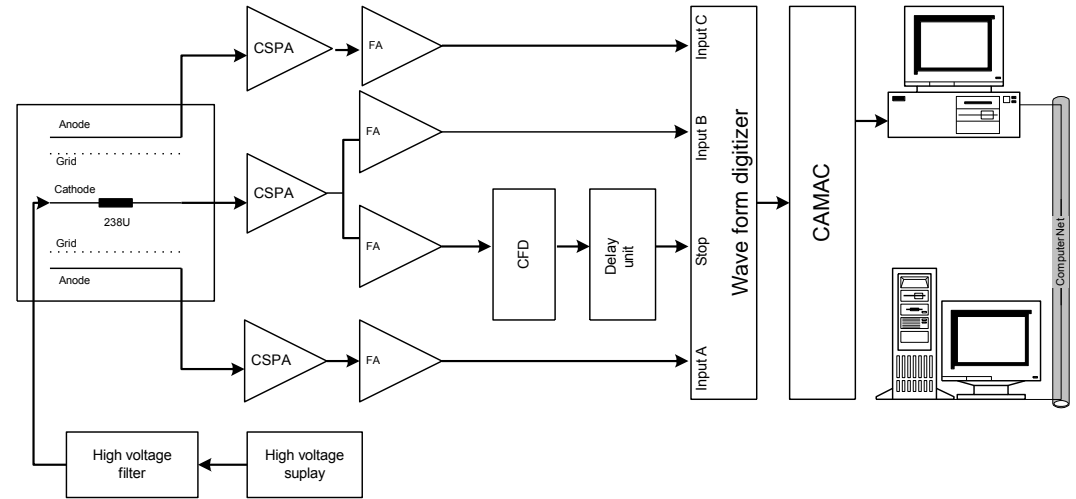 CSPA
FA
Input C
Anode
Grid
Cathode
238U
Grid
Anode
CSPA
FA
Input B
FA
CFD
Delay
unit
Stop
CSPA
FA
Input A
Wave form digitizer
CAMAC
ComputerNet
High voltage
filter
High voltage
suplay